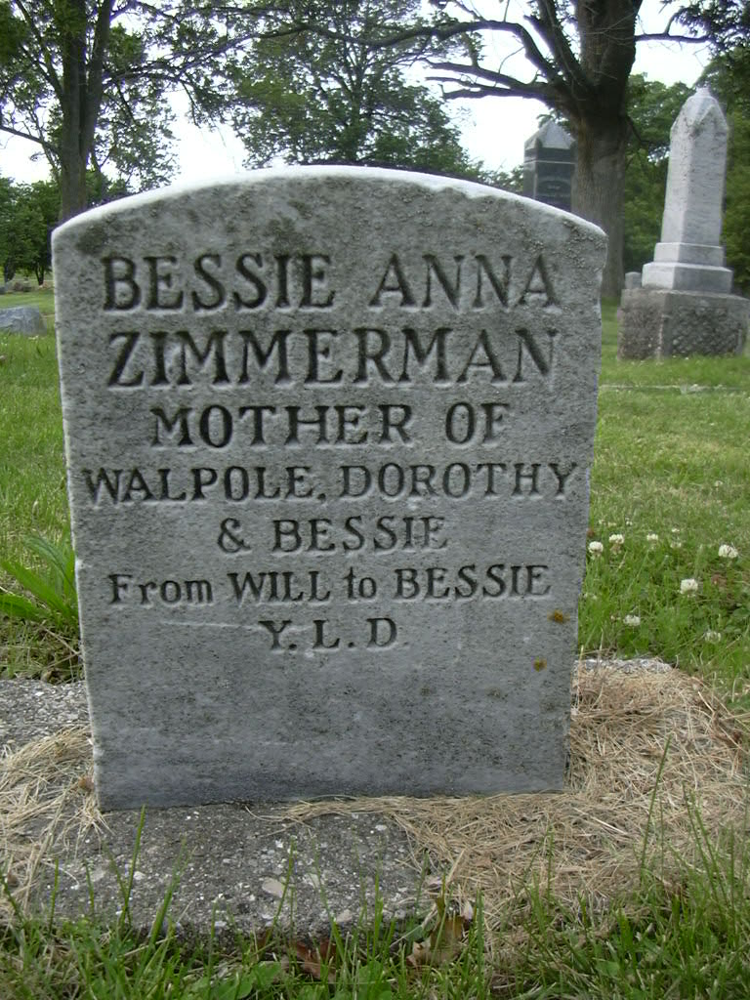 BESSIE ANNA
ZIMMERMAN
MOTHER OF
WALPOLE, DOROTHY
& BESSIE
From WILL to BESSIE
Y. L. D.